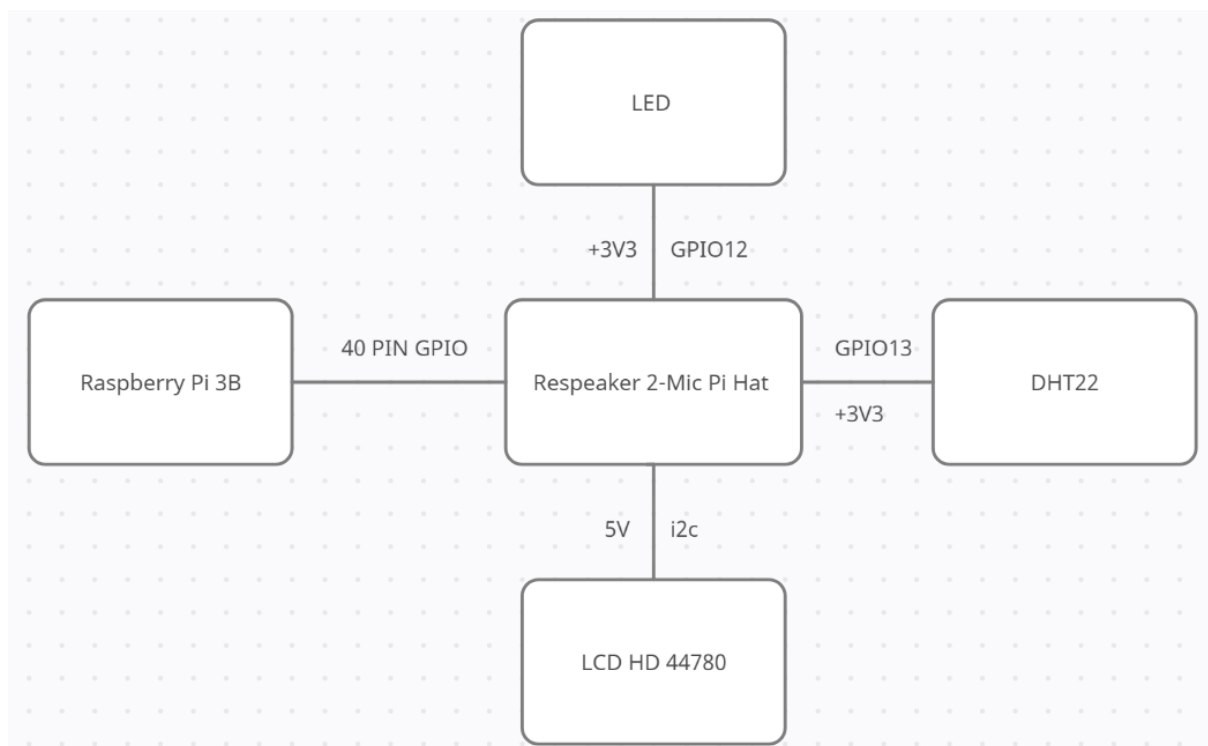 LED
+3V3 GPIO12
40 PIN GPIO
GPIO13
Raspberry Pi 3B
Respeaker 2-Mic Pi Hat
DHT22
+3V3
5V i2c
LCD HD 44780